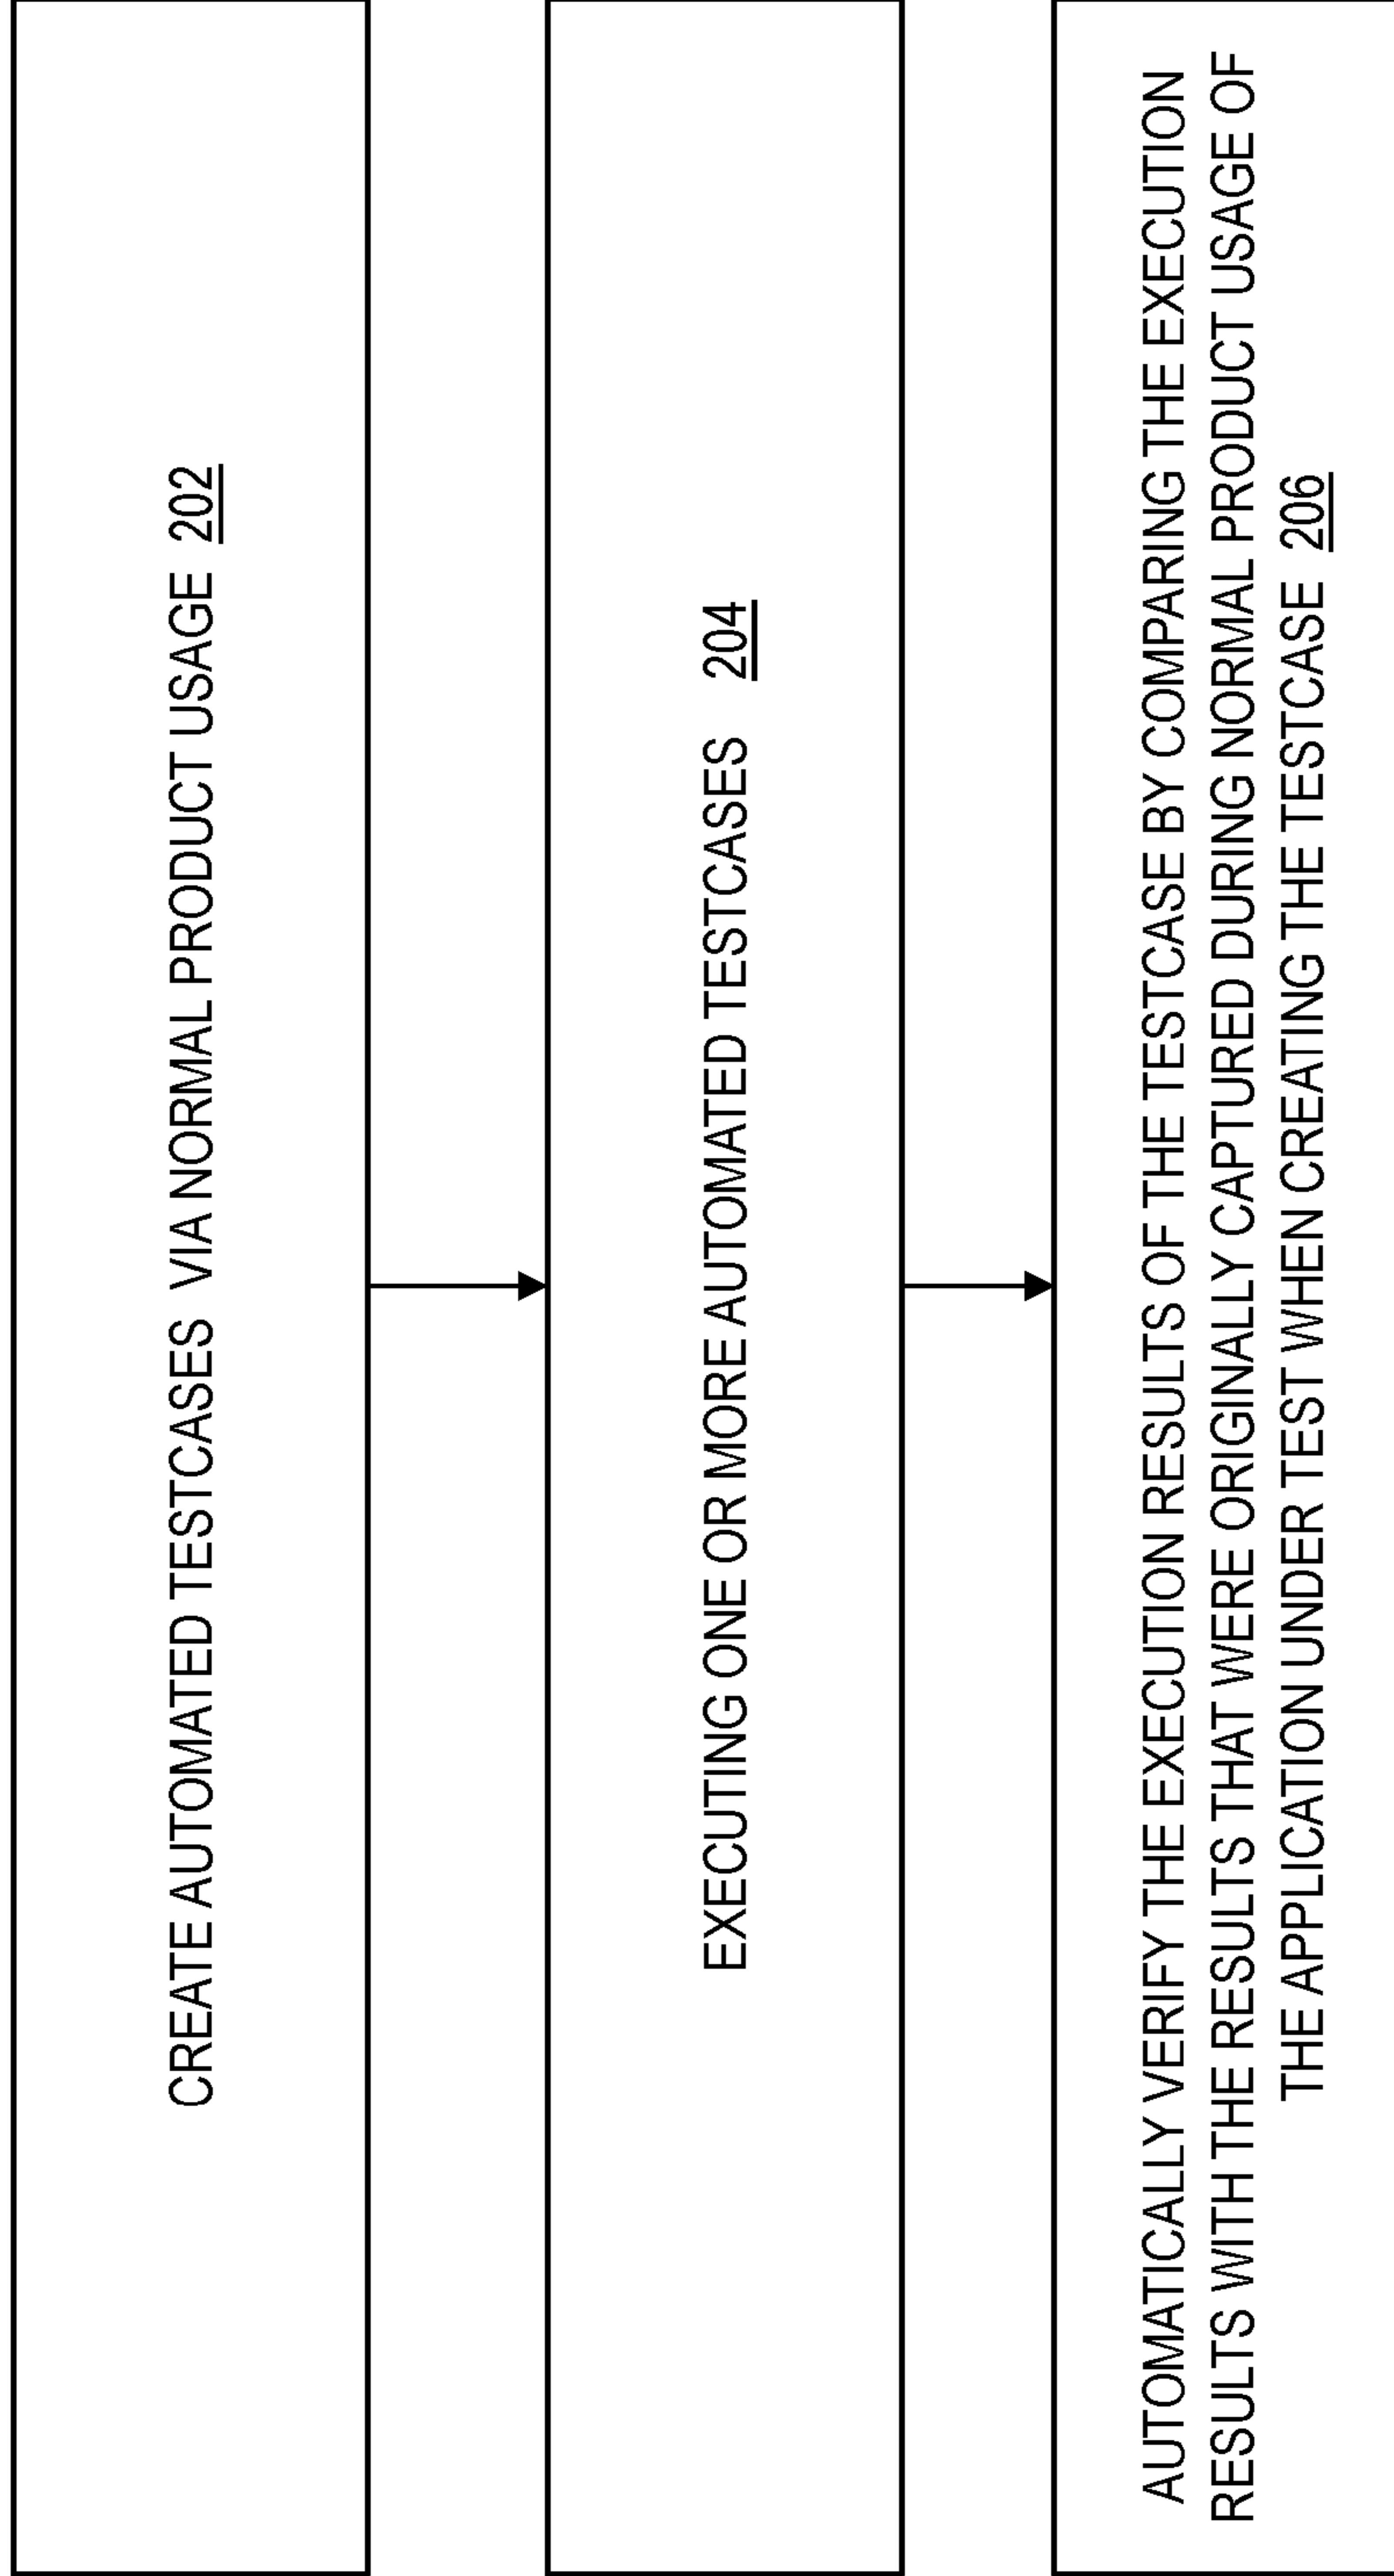 CREATE AUTOMATED TESTCASES VIA NORMAL PRODUCT USAGE 202
EXECUTING ONE OR MORE AUTOMATED TESTCASES 204
AUTOMATICALLY VERIFY THE EXECUTION RESULTS OF THE TESTCASE BY COMPARING THE EXECUTION
RESULTS WITH THE RESULTS THAT WERE ORIGINALLY CAPTURED DURING NORMAL PRODUCT USAGE OF
THE APPLICATION UNDER TEST WHEN CREATING THE TESTCASE 206